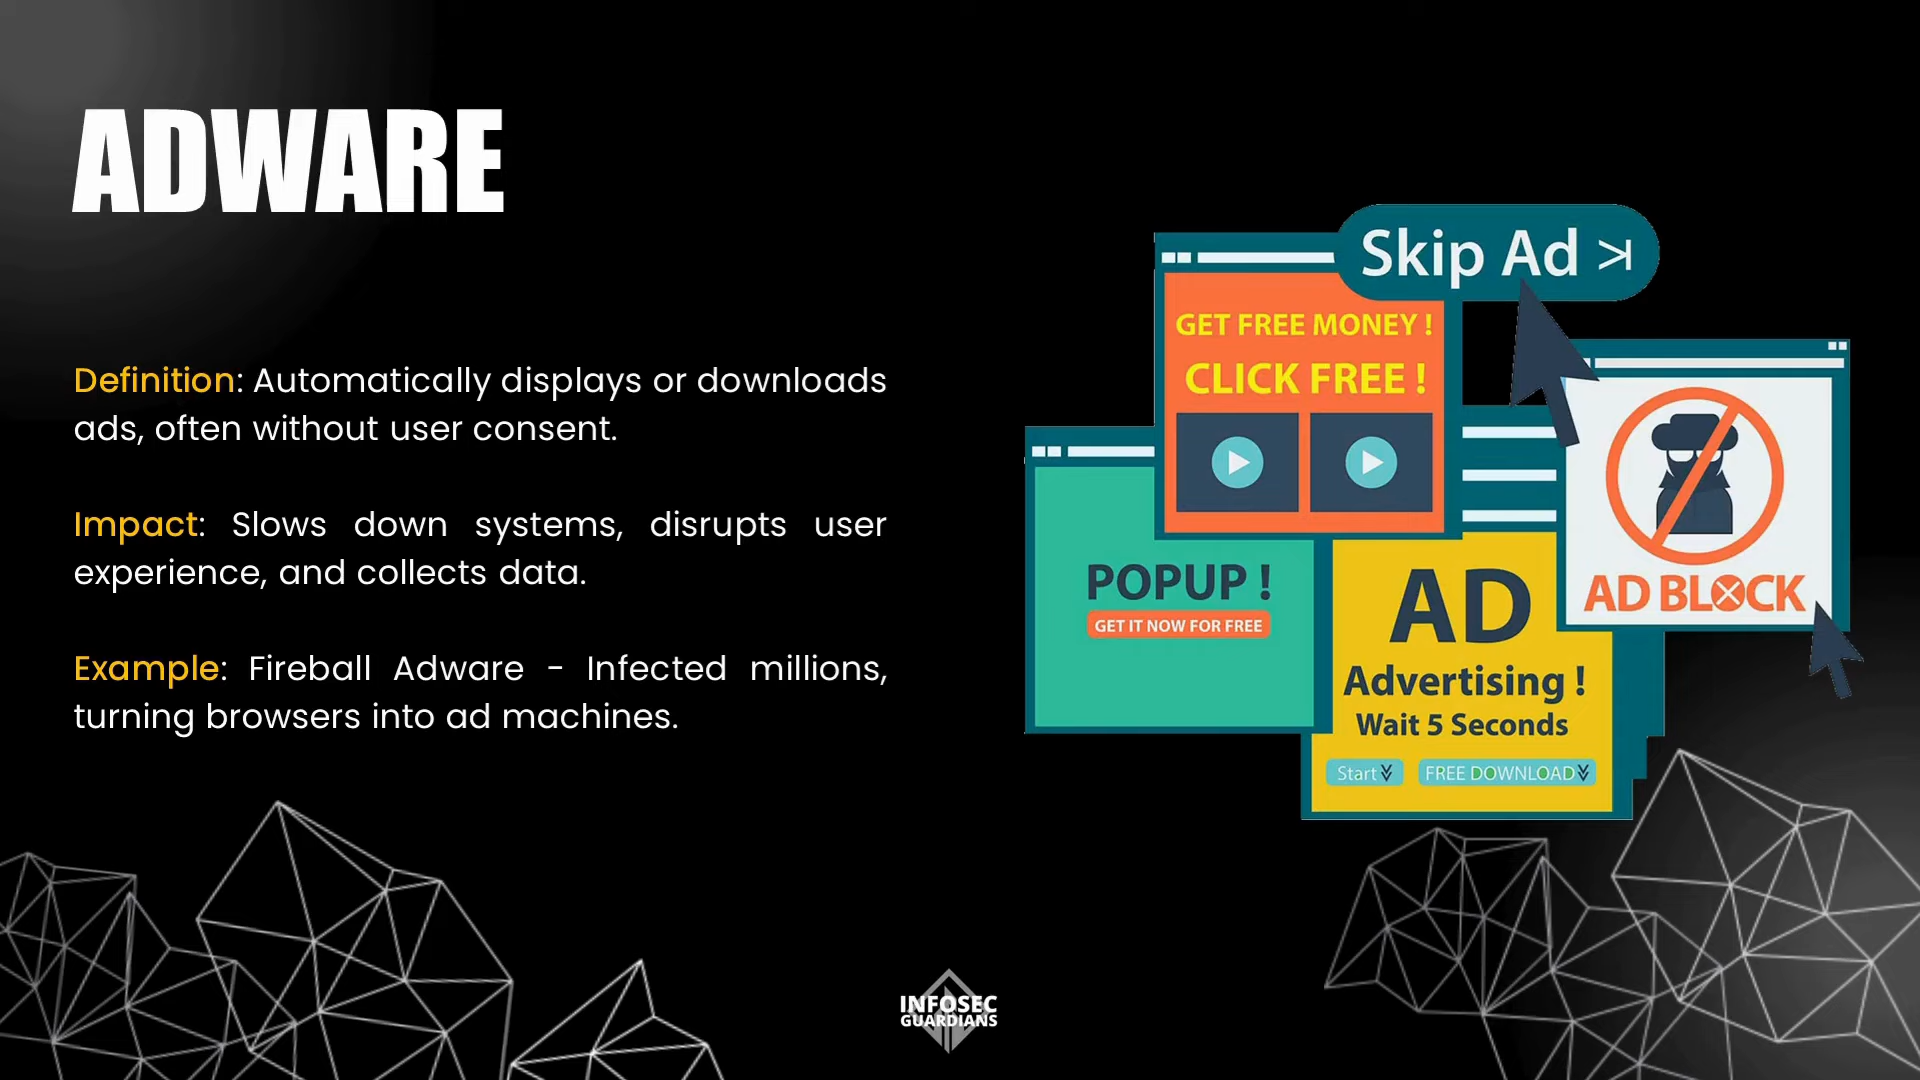 ADWARE
Definition: Automatically displays or downloads
ads, often without user consent.
Impact: Slows down systems, disrupts user
experience, and collects data.
Example: Fireball Adware - Infected millions,
turning browsers into ad machines.
Skip Ad
GET FREE MONEY !
CLICK FREE !
POPUP !
GET IT NOW FOR FREE
AD
Advertising !
Wait 5 Seconds
Start
FREE DOWNLOAD
AD BLOCK
INFOSEC
GUARDIANS